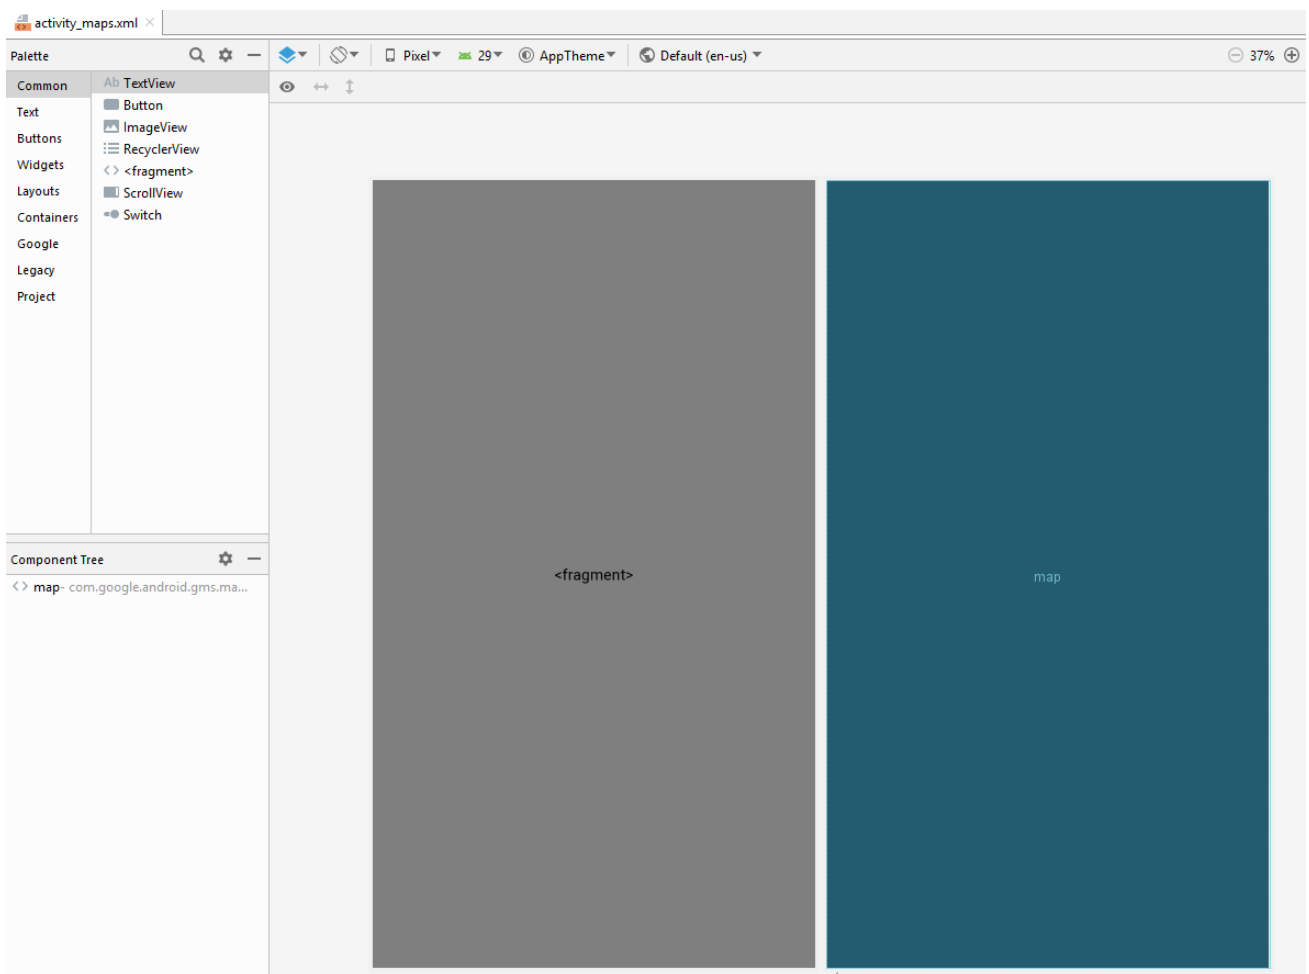 activity_maps.xml
Palette
Pixel
29
AppTheme
Default (en-us)
37%
Common
Text
Buttons
Widgets
Layouts
Containers
Google
Legacy
Project
Ab TextView
Button
ImageView
RecyclerView
<> <fragment>
ScrollView
Switch
Component Tree
<> map- com.google.android.gms.ma...
<fragment>
map